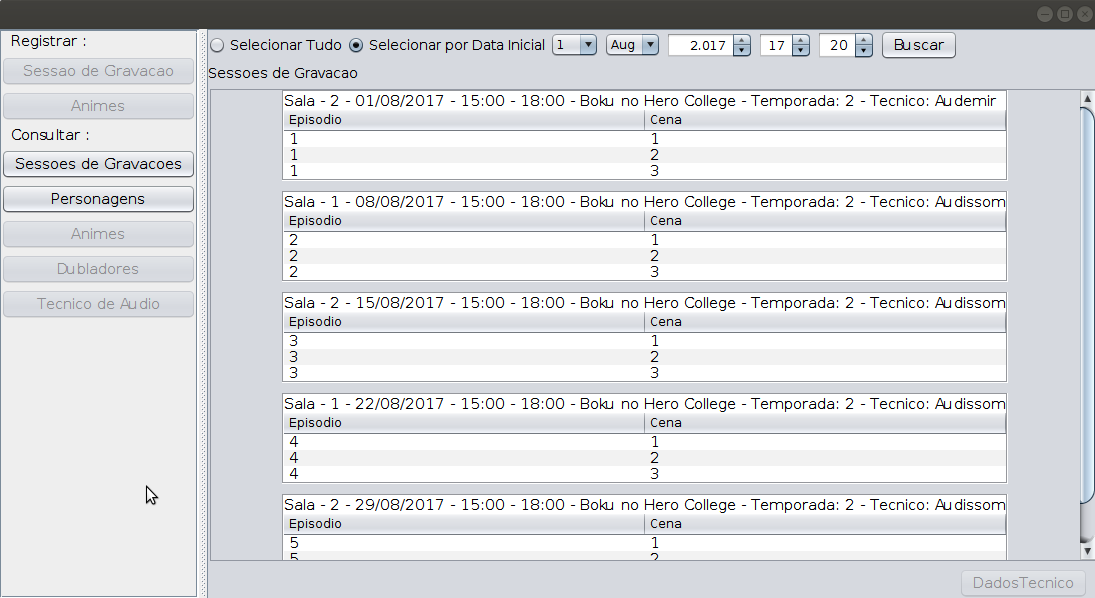 Registrar :
Sessao de Gravacao
Animes
Consultar :
Sessoes de Gravacoes
Personagens
Animes
Dubladores
Tecnico de Audio
Selecionar Tudo Selecionar por Data Inicial 1 Aug 2.017 17 20 Buscar
Sessoes de Gravacao
Sala - 2 - 01/08/2017 - 15:00 - 18:00 - Boku no Hero College - Temporada: 2 - Tecnico: Audemir
Episodio Cena
1 1
1 2
1 3
Sala - 1 - 08/08/2017 - 15:00 - 18:00 - Boku no Hero College - Temporada: 2 - Tecnico: Audissom
Episodio Cena
2 1
2 2
2 3
Sala - 2 - 15/08/2017 - 15:00 - 18:00 - Boku no Hero College - Temporada: 2 - Tecnico: Audissom
Episodio Cena
3 1
3 2
3 3
Sala - 1 - 22/08/2017 - 15:00 - 18:00 - Boku no Hero College - Temporada: 2 - Tecnico: Audissom
Episodio Cena
4 1
4 2
4 3
Sala - 2 - 29/08/2017 - 15:00 - 18:00 - Boku no Hero College - Temporada: 2 - Tecnico: Audissom
Episodio Cena
5 1
5 2
DadosTecnico